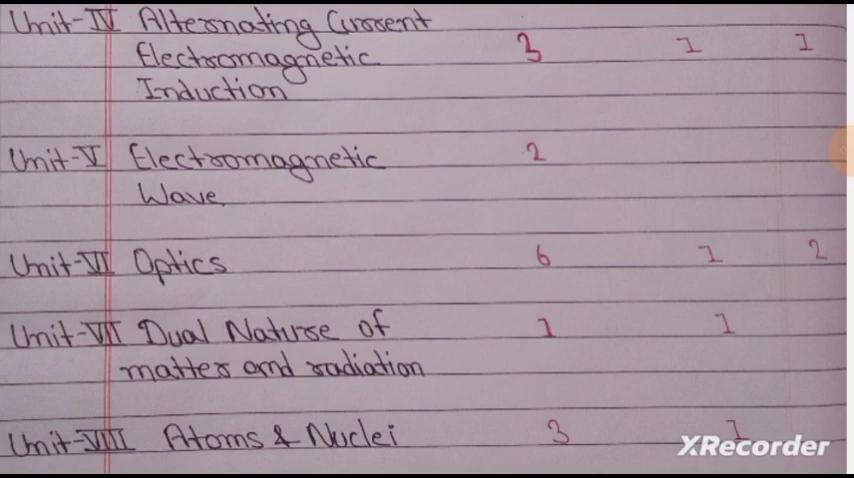 Unit-IV Alternating Current
Electromagnetic 3 1 1
Induction
Unit-V Electromagnetic 2
Wave
Unit-VI Optics 6 1 2
Unit-VII Dual Nature of 1 1
matter and radiation
Unit-VIII Atoms & Nuclei 3 1
XRecorder